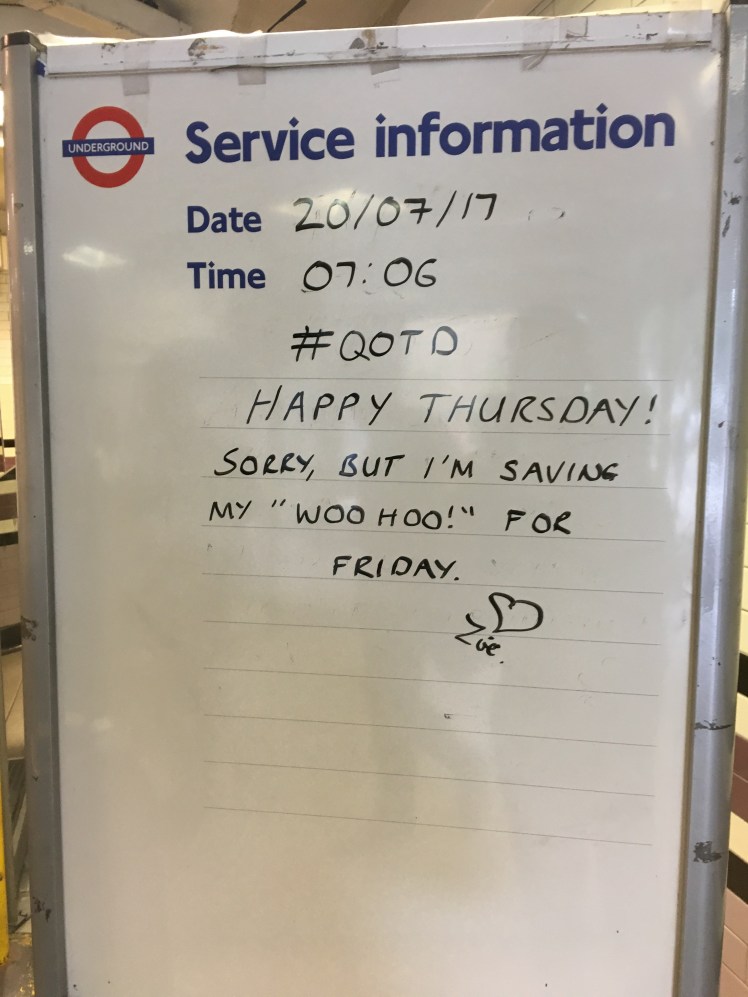 UNDERGROUND
Service information
Date 20/07/17
Time 07:06
#QOTD
HAPPY THURSDAY!
SORRY, BUT I'M SAVING
MY "WOO HOO!" FOR
FRIDAY.
Zoë.